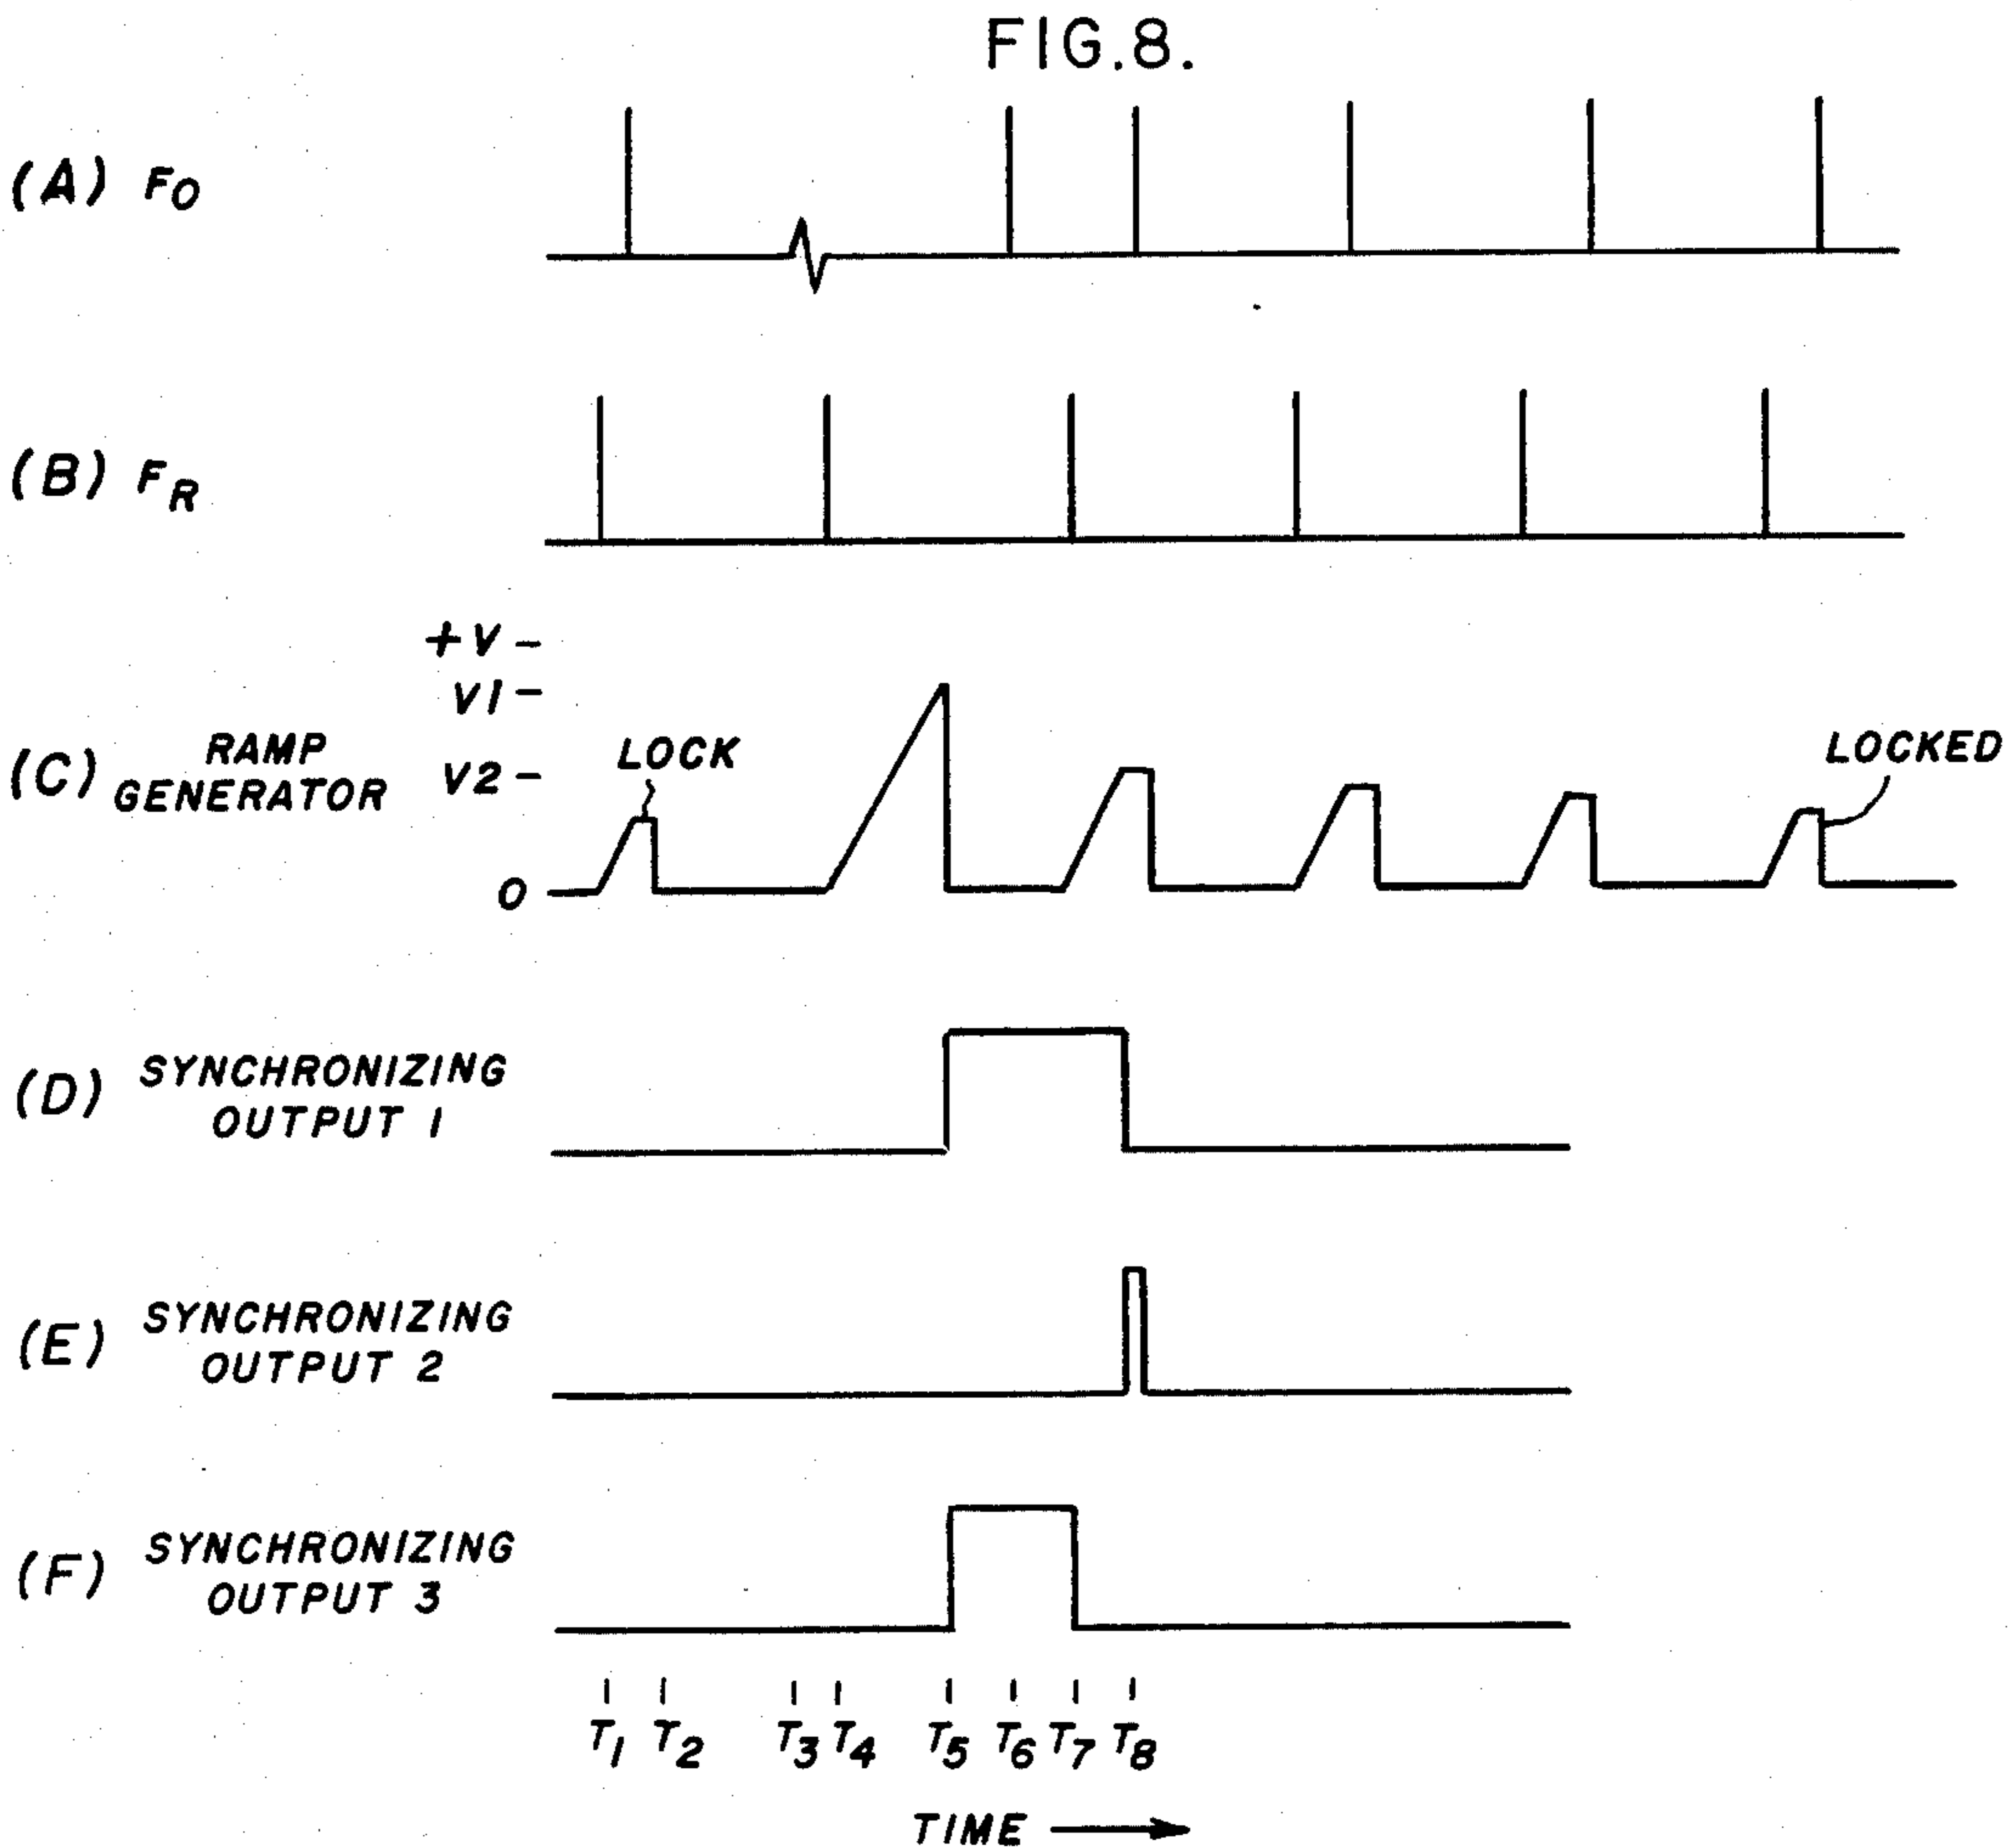 FIG.8.
(A) FO
(B) FR
+V
V1
(C) RAMP GENERATOR
V2
LOCK
LOCKED
0
(D) SYNCHRONIZING
OUTPUT 1
(E) SYNCHRONIZING
OUTPUT 2
(F) SYNCHRONIZING
OUTPUT 3
T1 T2 T3 T4 T5 T6 T7 T8
TIME